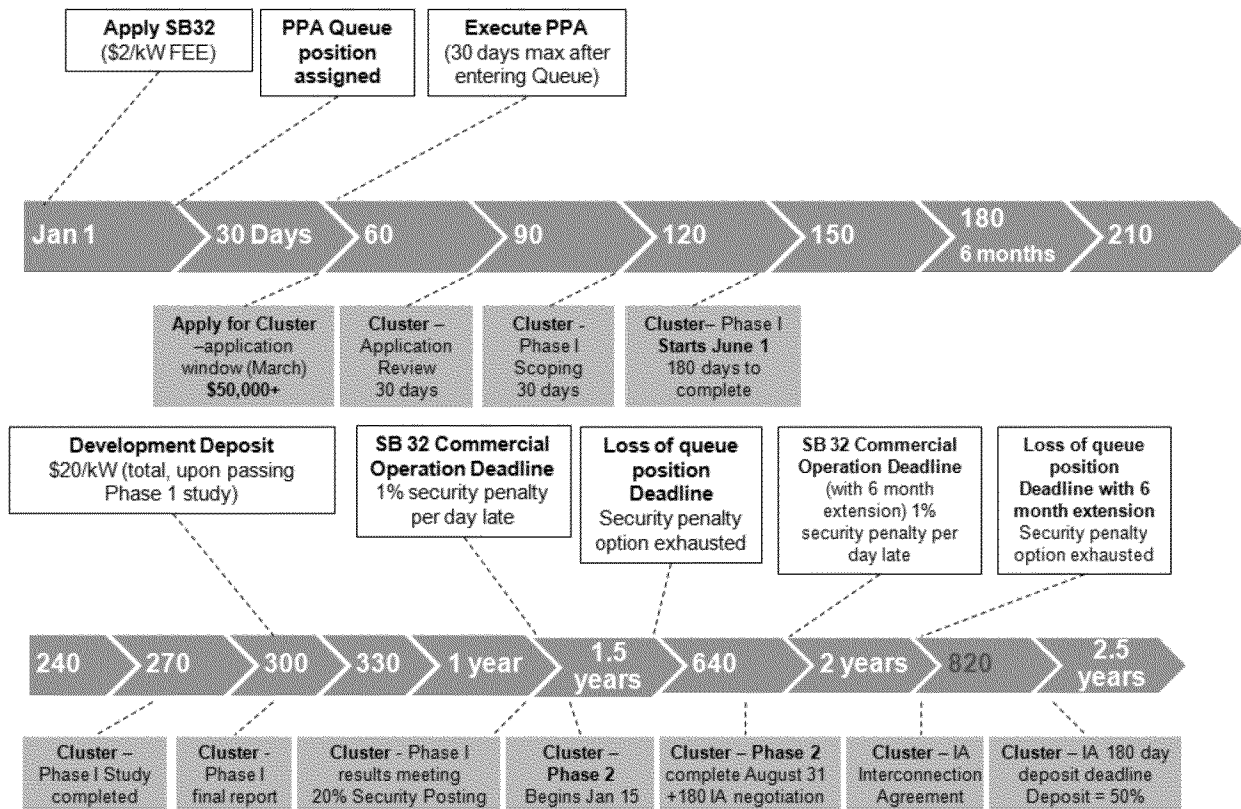 Apply SB32
($2/kW FEE)
PPA Queue
position
assigned
Execute PPA
(30 days max after
entering Queue)
Jan 1
30 Days
60
90
120
150
180
6 months
210
Apply for Cluster
–application
window (March)
$50,000+
Cluster –
Application
Review
30 days
Cluster -
Phase I
Scoping
30 days
Cluster– Phase I
Starts June 1
180 days to
complete
Development Deposit
$20/kW (total, upon passing
Phase 1 study)
SB 32 Commercial
Operation Deadline
1% security penalty
per day late
Loss of queue
position
Deadline
Security penalty
option exhausted
SB 32 Commercial
Operation Deadline
(with 6 month
extension) 1%
security penalty per
day late
Loss of queue
position
Deadline with 6
month extension
Security penalty
option exhausted
240
270
300
330
1 year
1.5
years
640
2 years
820
2.5
years
Cluster –
Phase I Study
completed
Cluster -
Phase I
final report
Cluster - Phase I
results meeting
20% Security Posting
Cluster –
Phase 2
Begins Jan 15
Cluster – Phase 2
complete August 31
+180 IA negotiation
Cluster – IA
Interconnection
Agreement
Cluster – IA 180 day
deposit deadline
Deposit = 50%